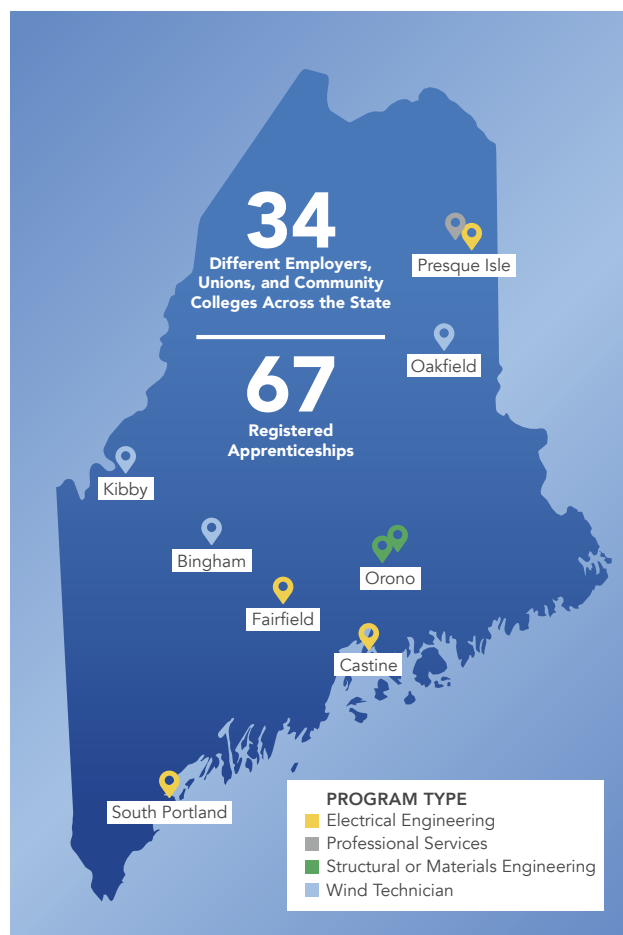 34
Different Employers,
Unions, and Community
Colleges Across the State
67
Registered
Apprenticeships
Presque Isle
Oakfield
Kibby
Bingham
Orono
Fairfield
Castine
South Portland
PROGRAM TYPE
Electrical Engineering
Professional Services
Structural or Materials Engineering
Wind Technician